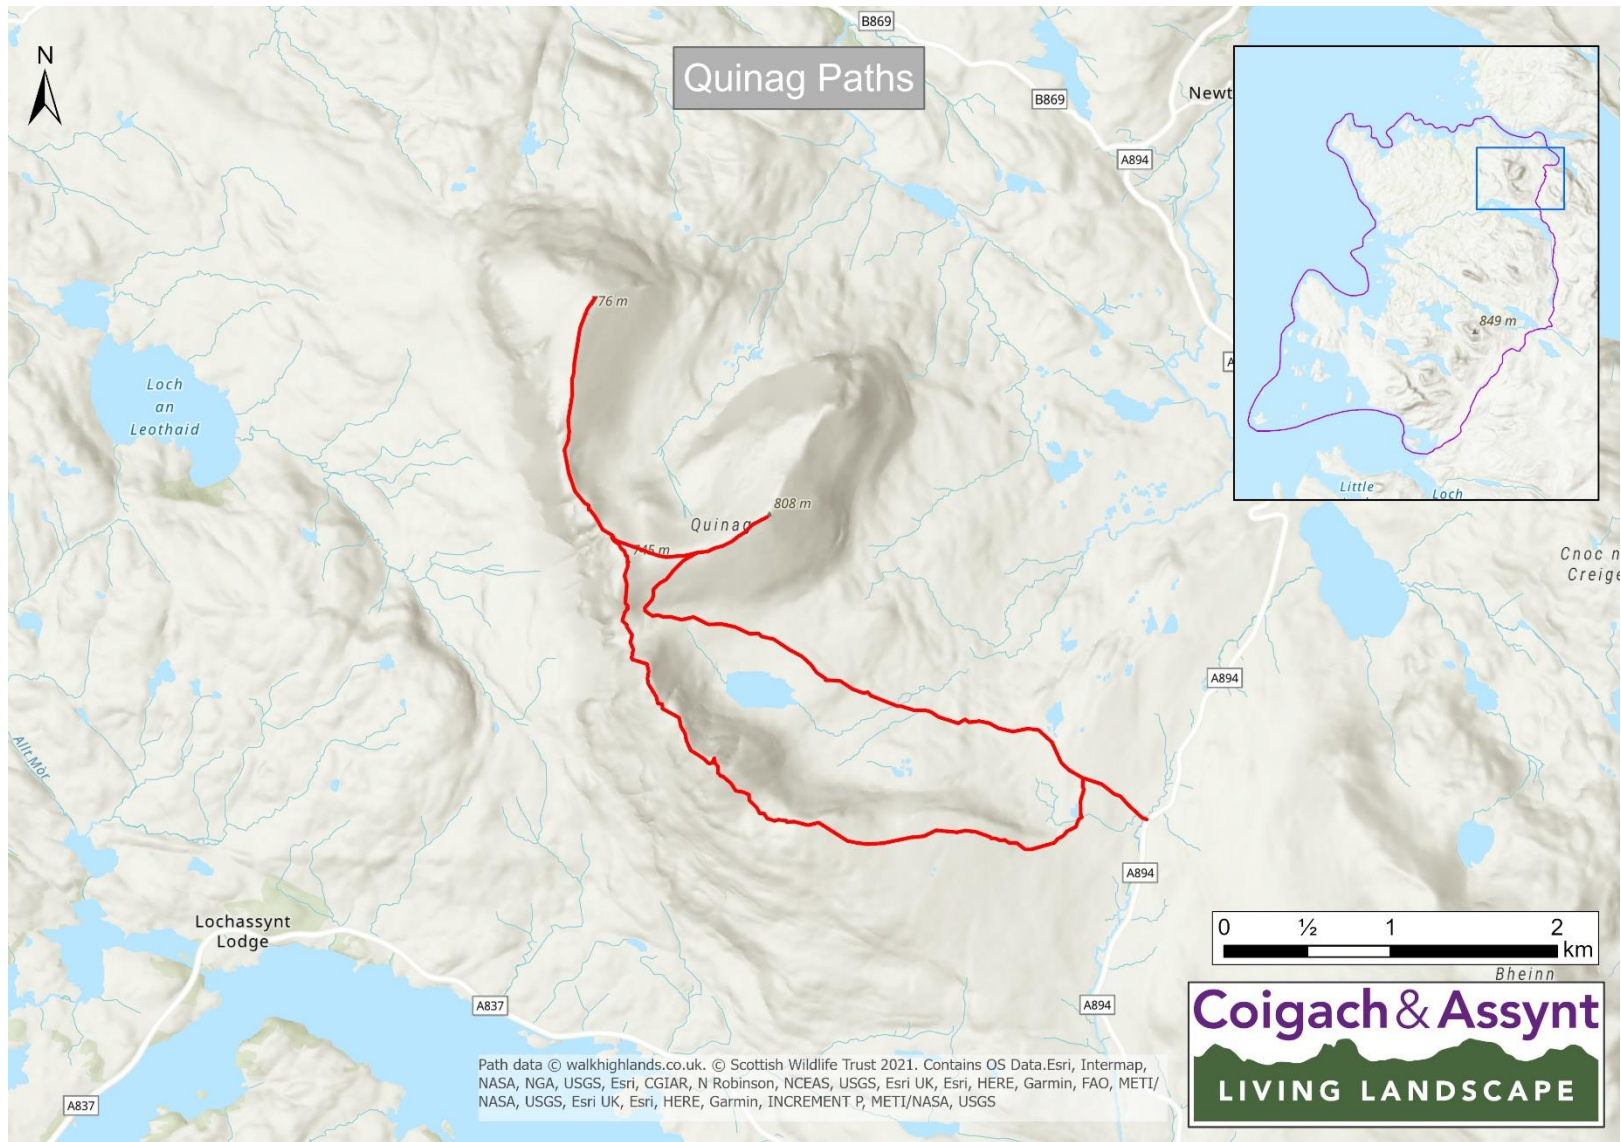 N
Quinag Paths
B869
B869
Newt
A894
A
849 m
Little
Loch
76 m
Loch
an
Leothaid
808 m
Quinag
745 m
Cnoc n
Creige
A894
Allt Mòr
A894
Lochassynt
Lodge
A837
A894
A837
0 ½ 1 2
km
Bheinn
Coigach & Assynt
LIVING LANDSCAPE
Path data © walkhighlands.co.uk. © Scottish Wildlife Trust 2021. Contains OS Data.Esri, Intermap,
NASA, NGA, USGS, Esri, CGIAR, N Robinson, NCEAS, USGS, Esri UK, Esri, HERE, Garmin, FAO, METI/
NASA, USGS, Esri UK, Esri, HERE, Garmin, INCREMENT P, METI/NASA, USGS